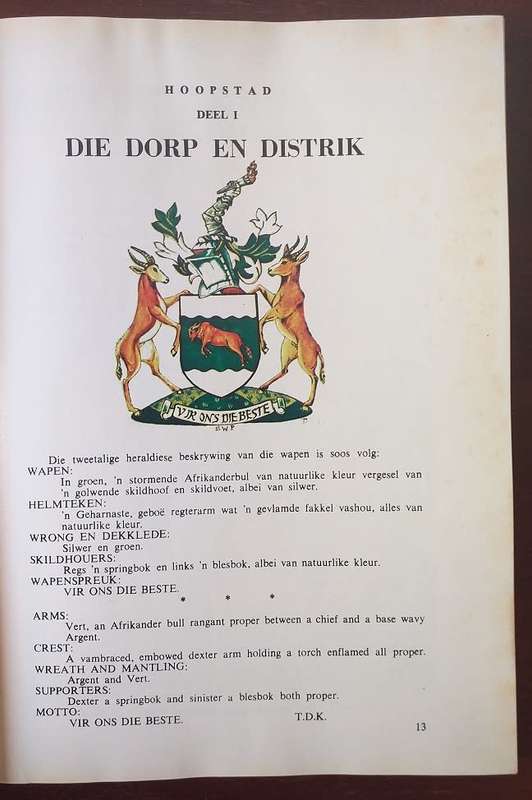 HOOPSTAD
DEEL I
DIE DORP EN DISTRIK
VIR ONS DIE BESTE
Die tweetalige heraldiese beskrywing van die wapen is soos volg:
WAPEN:
In groen, 'n stormende Afrikanderbul van natuurlike kleur vergesel van
'n golwende skildhoof en skildvoet, albei van silwer.
HELMTEKEN:
'n Geharnaste, geboë regterarm wat 'n gevlamde fakkel vashou, alles van
natuurlike kleur.
WRONG EN DEKKLEDE:
Silwer en groen.
SKILDHOUERS:
Regs 'n springbok en links 'n blesbok, albei van natuurlike kleur.
WAPENSPREUK:
VIR ONS DIE BESTE.
* * *
ARMS:
Vert, an Afrikander bull rangant proper between a chief and a base wavy
Argent.
CREST:
A vambraced, embowed dexter arm holding a torch enflamed all proper.
WREATH AND MANTLING:
Argent and Vert.
SUPPORTERS:
Dexter a springbok and sinister a blesbok both proper.
MOTTO:
VIR ONS DIE BESTE. T.D.K.
13